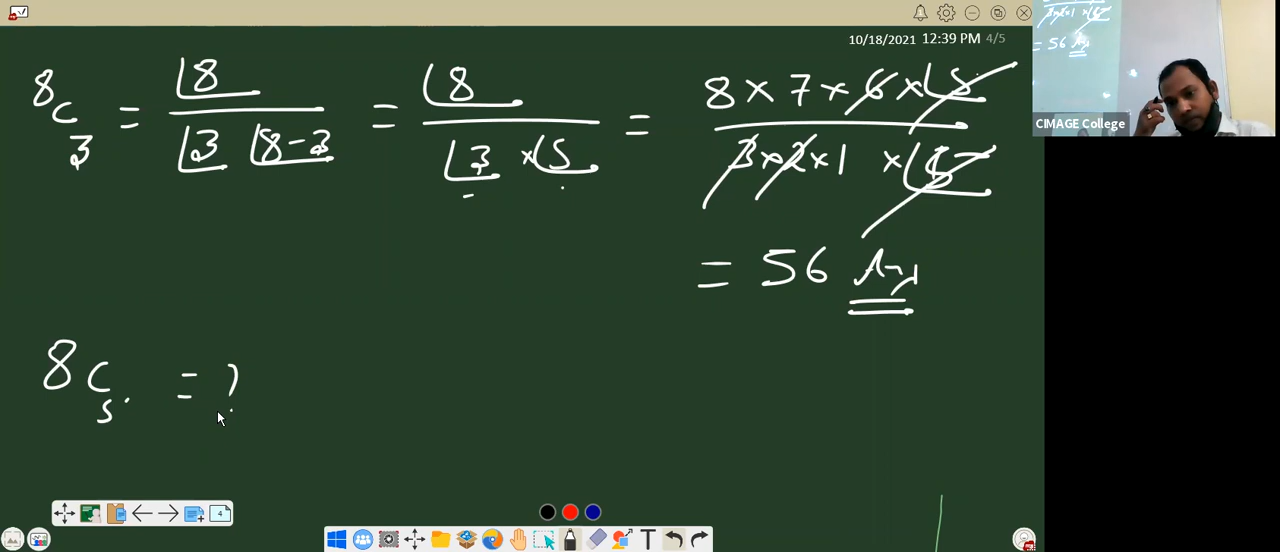 10/18/2021 12:39 PM 4/5
CIMAGE College
⁸C₃ = ∟8 / ∟3 ∟8-3 = ∟8 / ∟3 × ∟5 = 8 × 7 × 6 × ∟5 / 3 × 2 × 1 × ∟5
= 56 Ans
8C₅ = ?
4
T